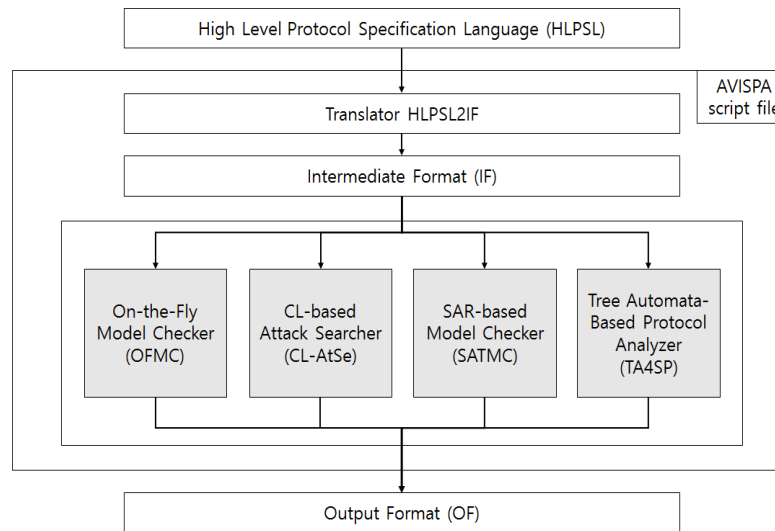 High Level Protocol Specification Language (HLPSL)
AVISPA
script file
Translator HLPSL2IF
Intermediate Format (IF)
On-the-Fly
Model Checker
(OFMC)
CL-based
Attack Searcher
(CL-AtSe)
SAR-based
Model Checker
(SATMC)
Tree Automata-
Based Protocol
Analyzer
(TA4SP)
Output Format (OF)